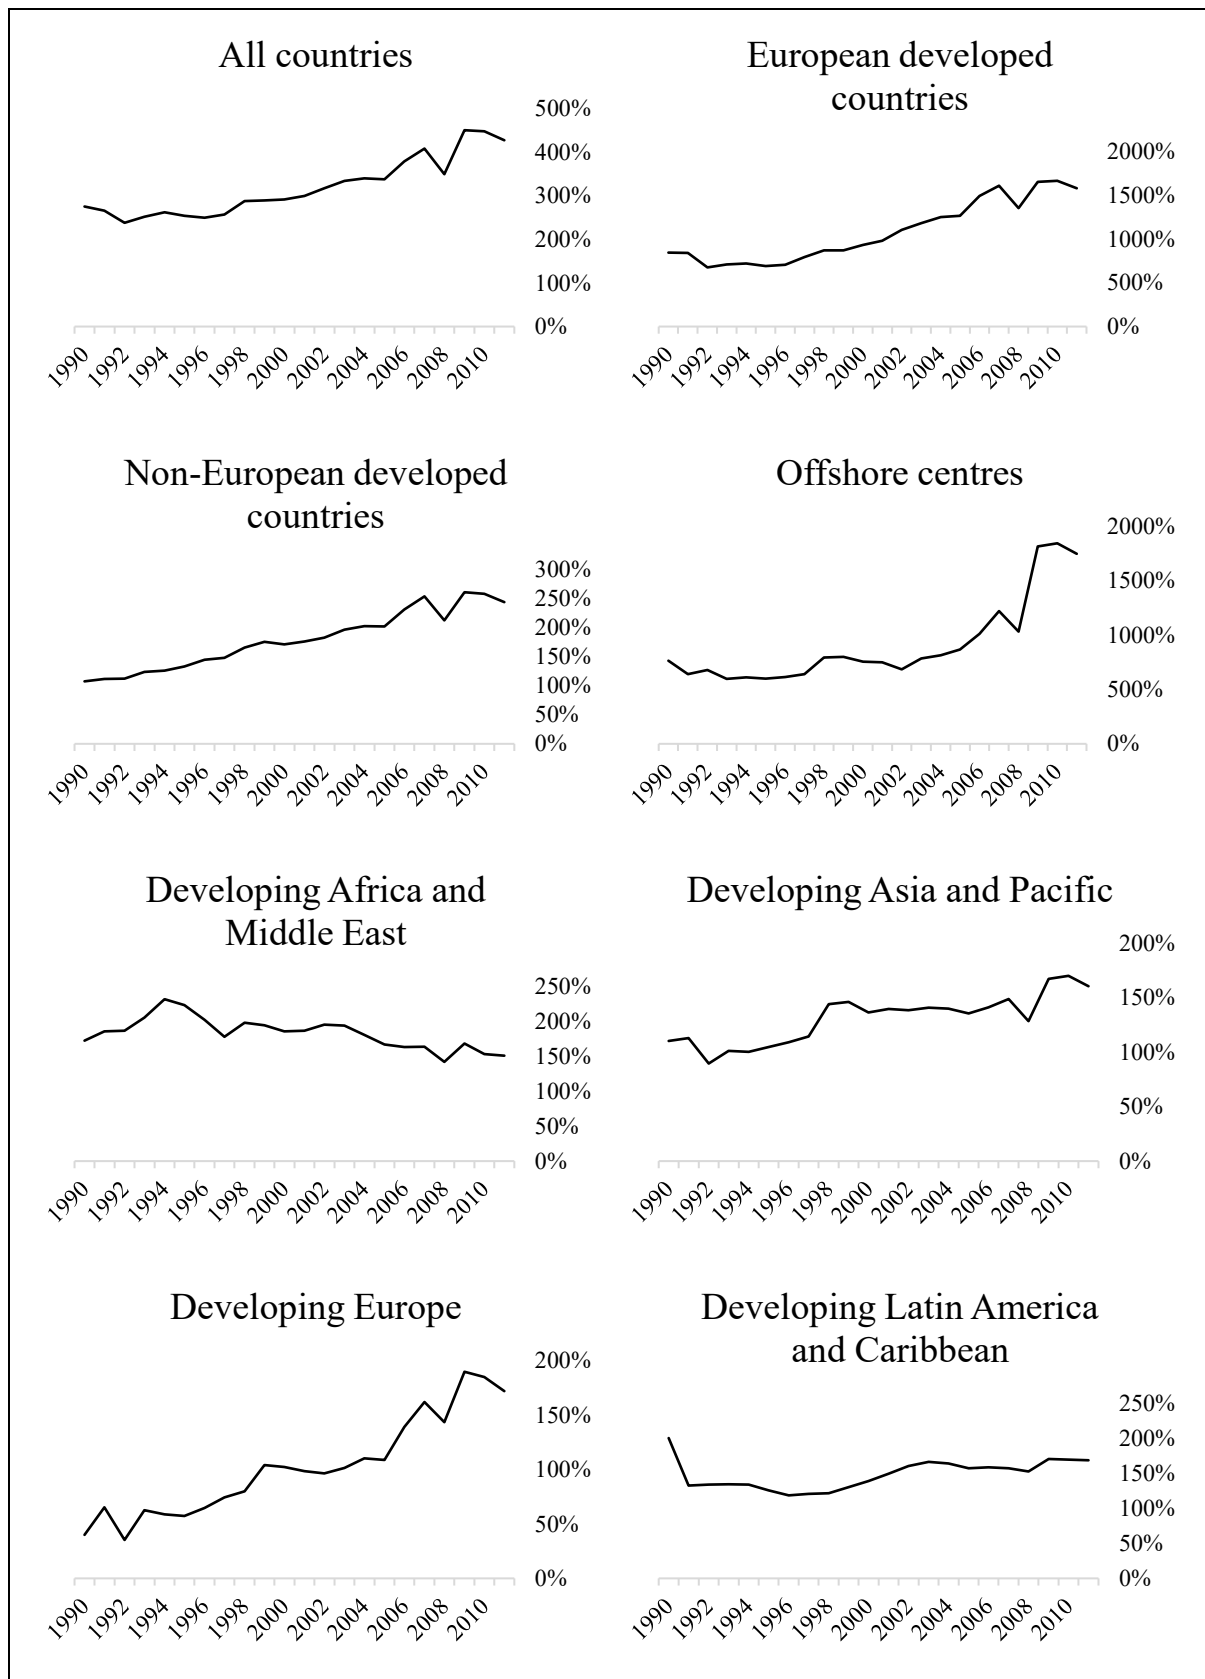 All countries
500%
400%
300%
200%
100%
0%
1990 1992 1994 1996 1998 2000 2002 2004 2006 2008 2010
European developed
countries
2000%
1500%
1000%
500%
0%
1990 1992 1994 1996 1998 2000 2002 2004 2006 2008 2010
Non-European developed
countries
300%
250%
200%
150%
100%
50%
0%
1990 1992 1994 1996 1998 2000 2002 2004 2006 2008 2010
Offshore centres
2000%
1500%
1000%
500%
0%
1990 1992 1994 1996 1998 2000 2002 2004 2006 2008 2010
Developing Africa and
Middle East
250%
200%
150%
100%
50%
0%
1990 1992 1994 1996 1998 2000 2002 2004 2006 2008 2010
Developing Asia and Pacific
200%
150%
100%
50%
0%
1990 1992 1994 1996 1998 2000 2002 2004 2006 2008 2010
Developing Europe
200%
150%
100%
50%
0%
1990 1992 1994 1996 1998 2000 2002 2004 2006 2008 2010
Developing Latin America
and Caribbean
250%
200%
150%
100%
50%
0%
1990 1992 1994 1996 1998 2000 2002 2004 2006 2008 2010